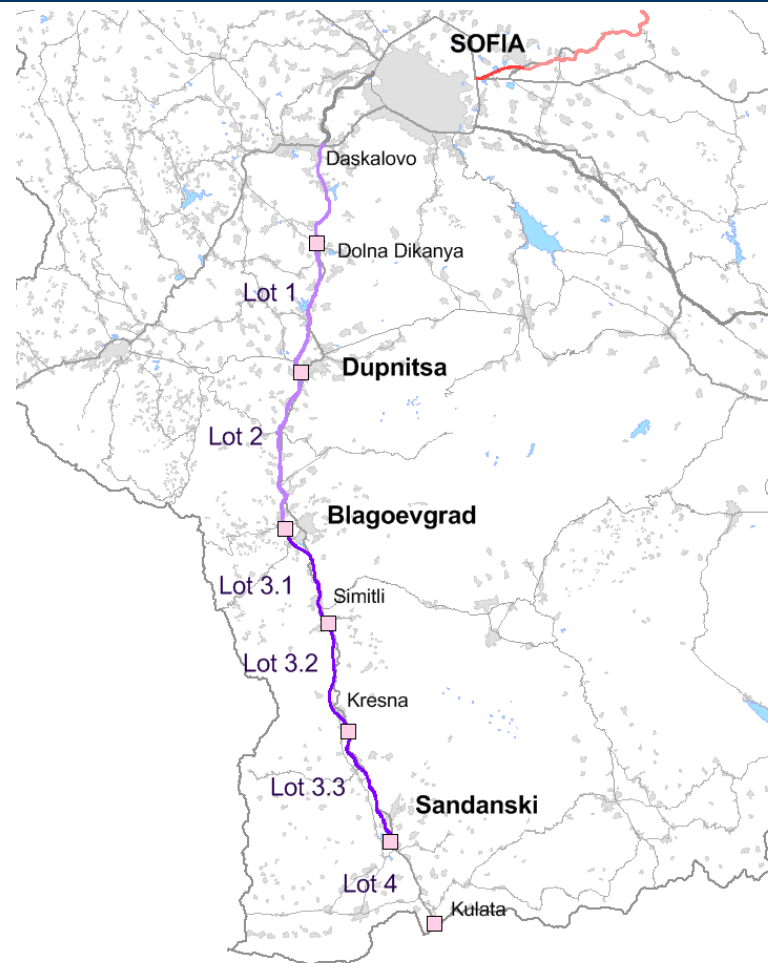 SOFIA
Daskalovo
Dolna Dikanya
Lot 1
Dupnitsa
Lot 2
Blagoevgrad
Lot 3.1
Simitli
Lot 3.2
Kresna
Lot 3.3
Sandanski
Lot 4
Kulata